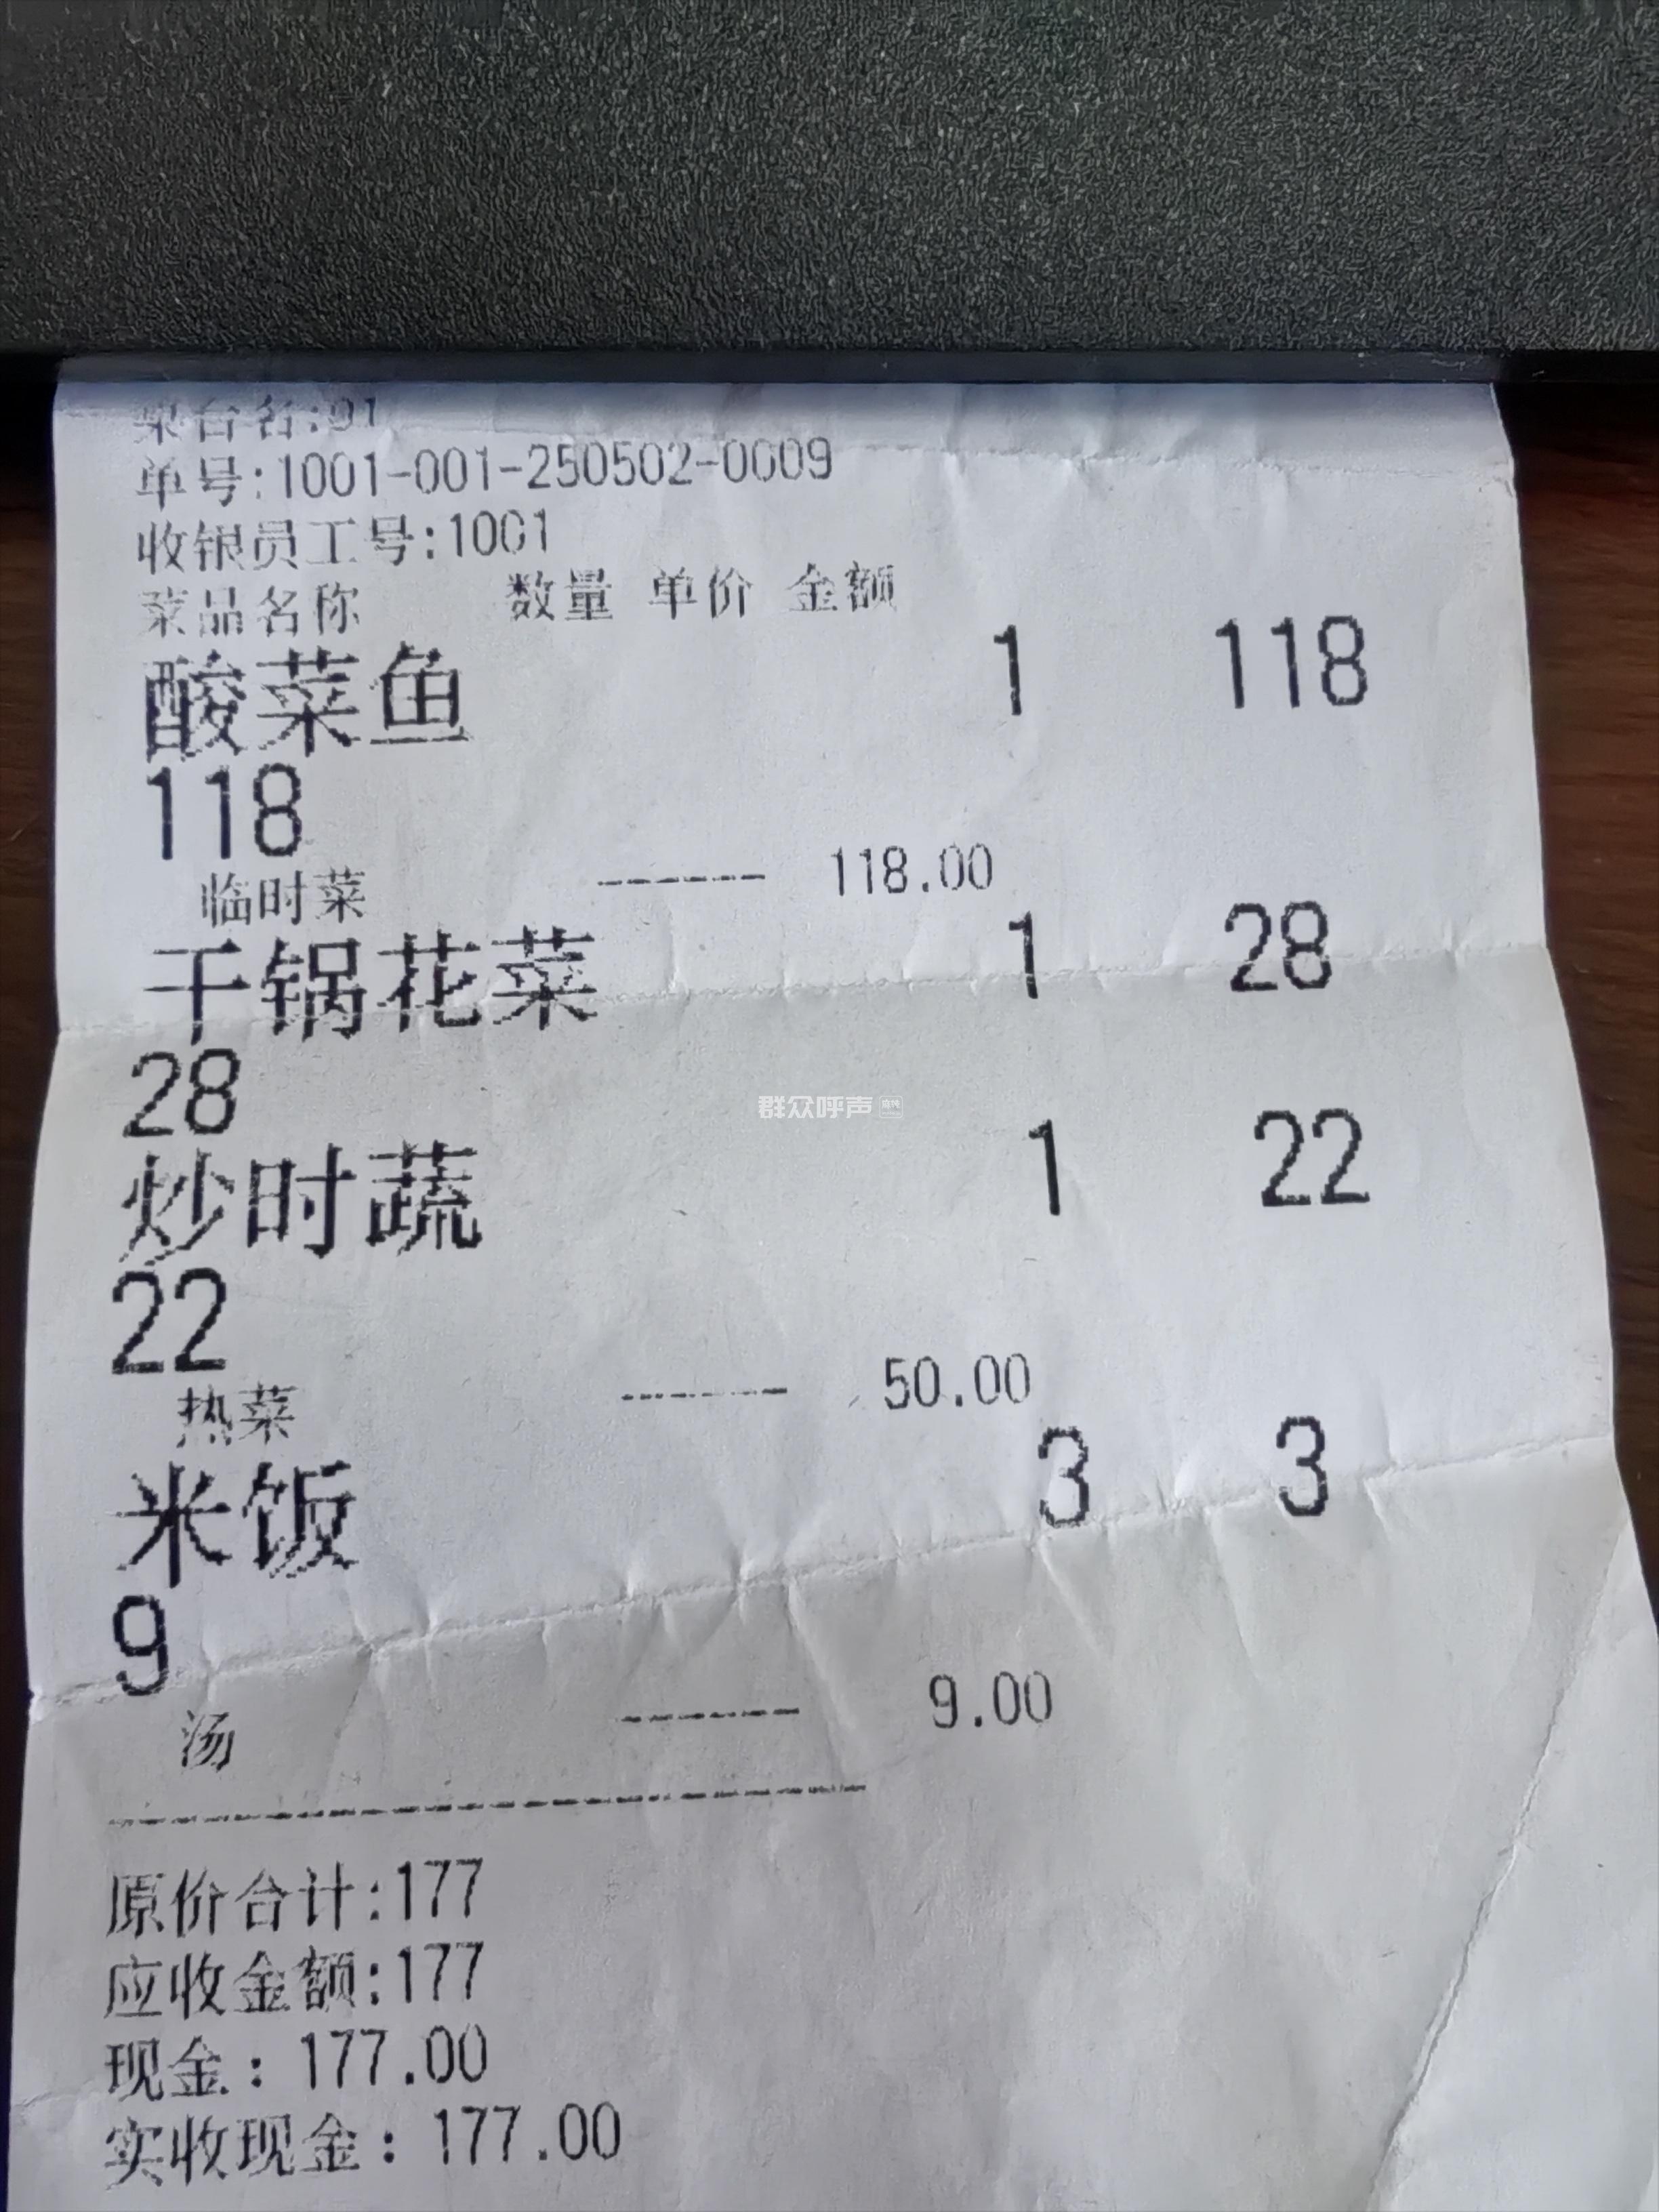 桌台名:01
单号:1001-001-250502-0009
收银员工号:1001
菜品名称 数量 单价 金额
酸菜鱼 1 118
118
临时菜 ------ 118.00
干锅花菜 1 28
28
炒时蔬 1 22
22
热菜 ------ 50.00
米饭 3 3
9
汤 ------ 9.00
原价合计:177
应收金额:177
现金: 177.00
实收现金: 177.00
群众呼声